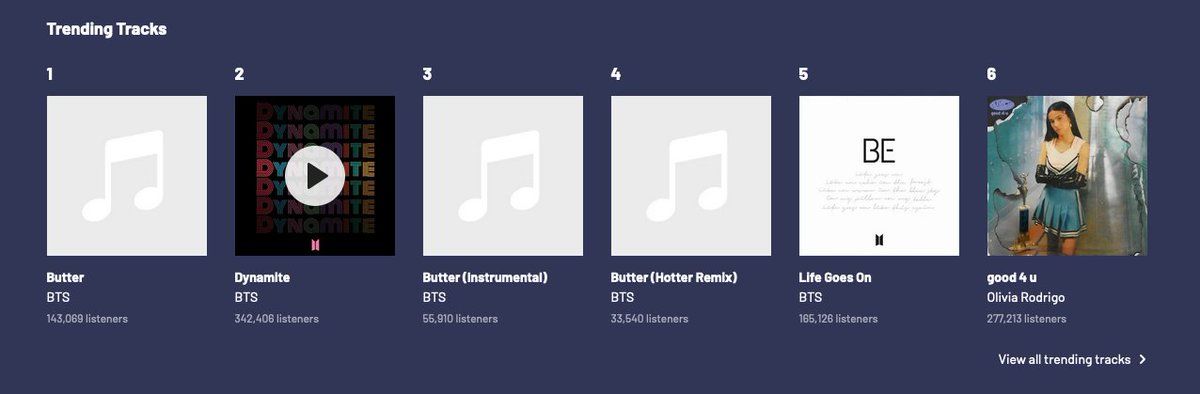 Trending Tracks
1
2
3
4
5
6
DYNAMITE
DYNAMITE
DYNAMITE
DYNAMITE
DYNAMITE
DYNAMITE
DYNAMITE
BE
good 4 u
Butter
BTS
143,069 listeners
Dynamite
BTS
342,406 listeners
Butter (Instrumental)
BTS
55,910 listeners
Butter (Hotter Remix)
BTS
33,540 listeners
Life Goes On
BTS
165,126 listeners
good 4 u
Olivia Rodrigo
277,213 listeners
View all trending tracks